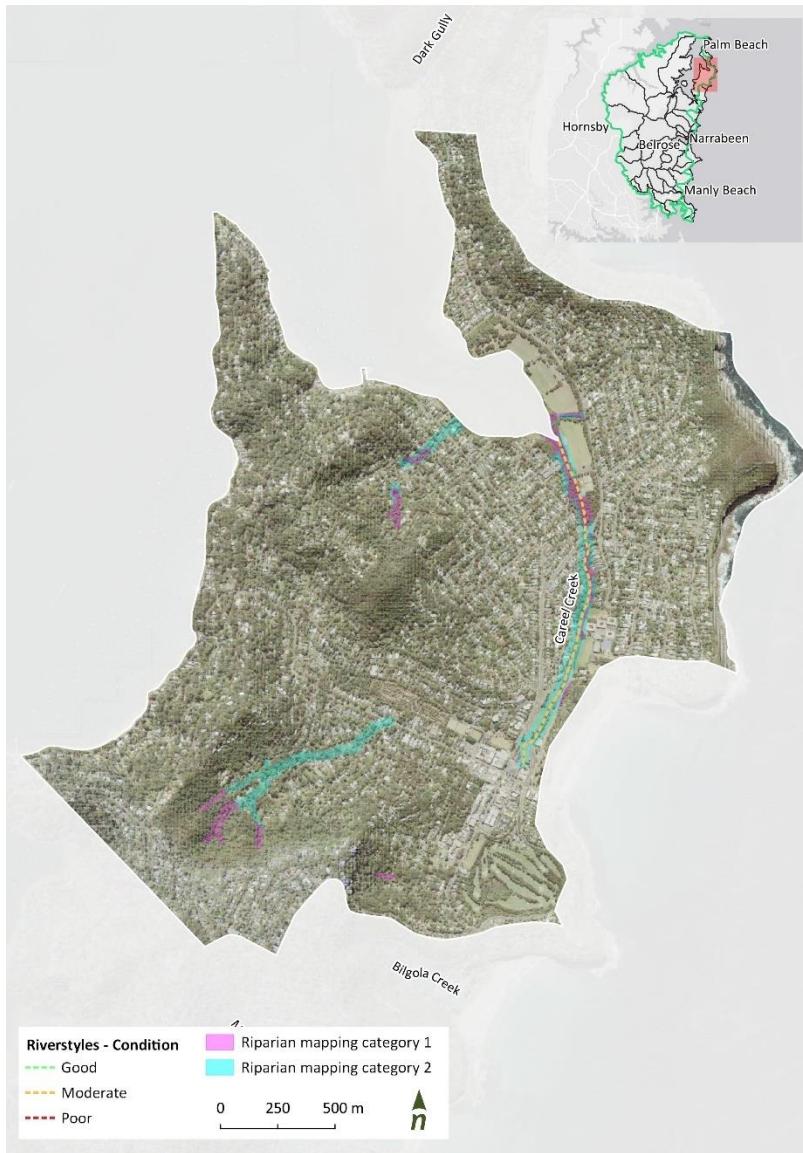 Dark Gully
Palm Beach
Hornsby
Narrabeen
Belrose
Manly Beach
Careel Creek
Bilgola Creek
Riverstyles - Condition
Good
Moderate
Poor
Riparian mapping category 1
Riparian mapping category 2
0 250 500 m
n